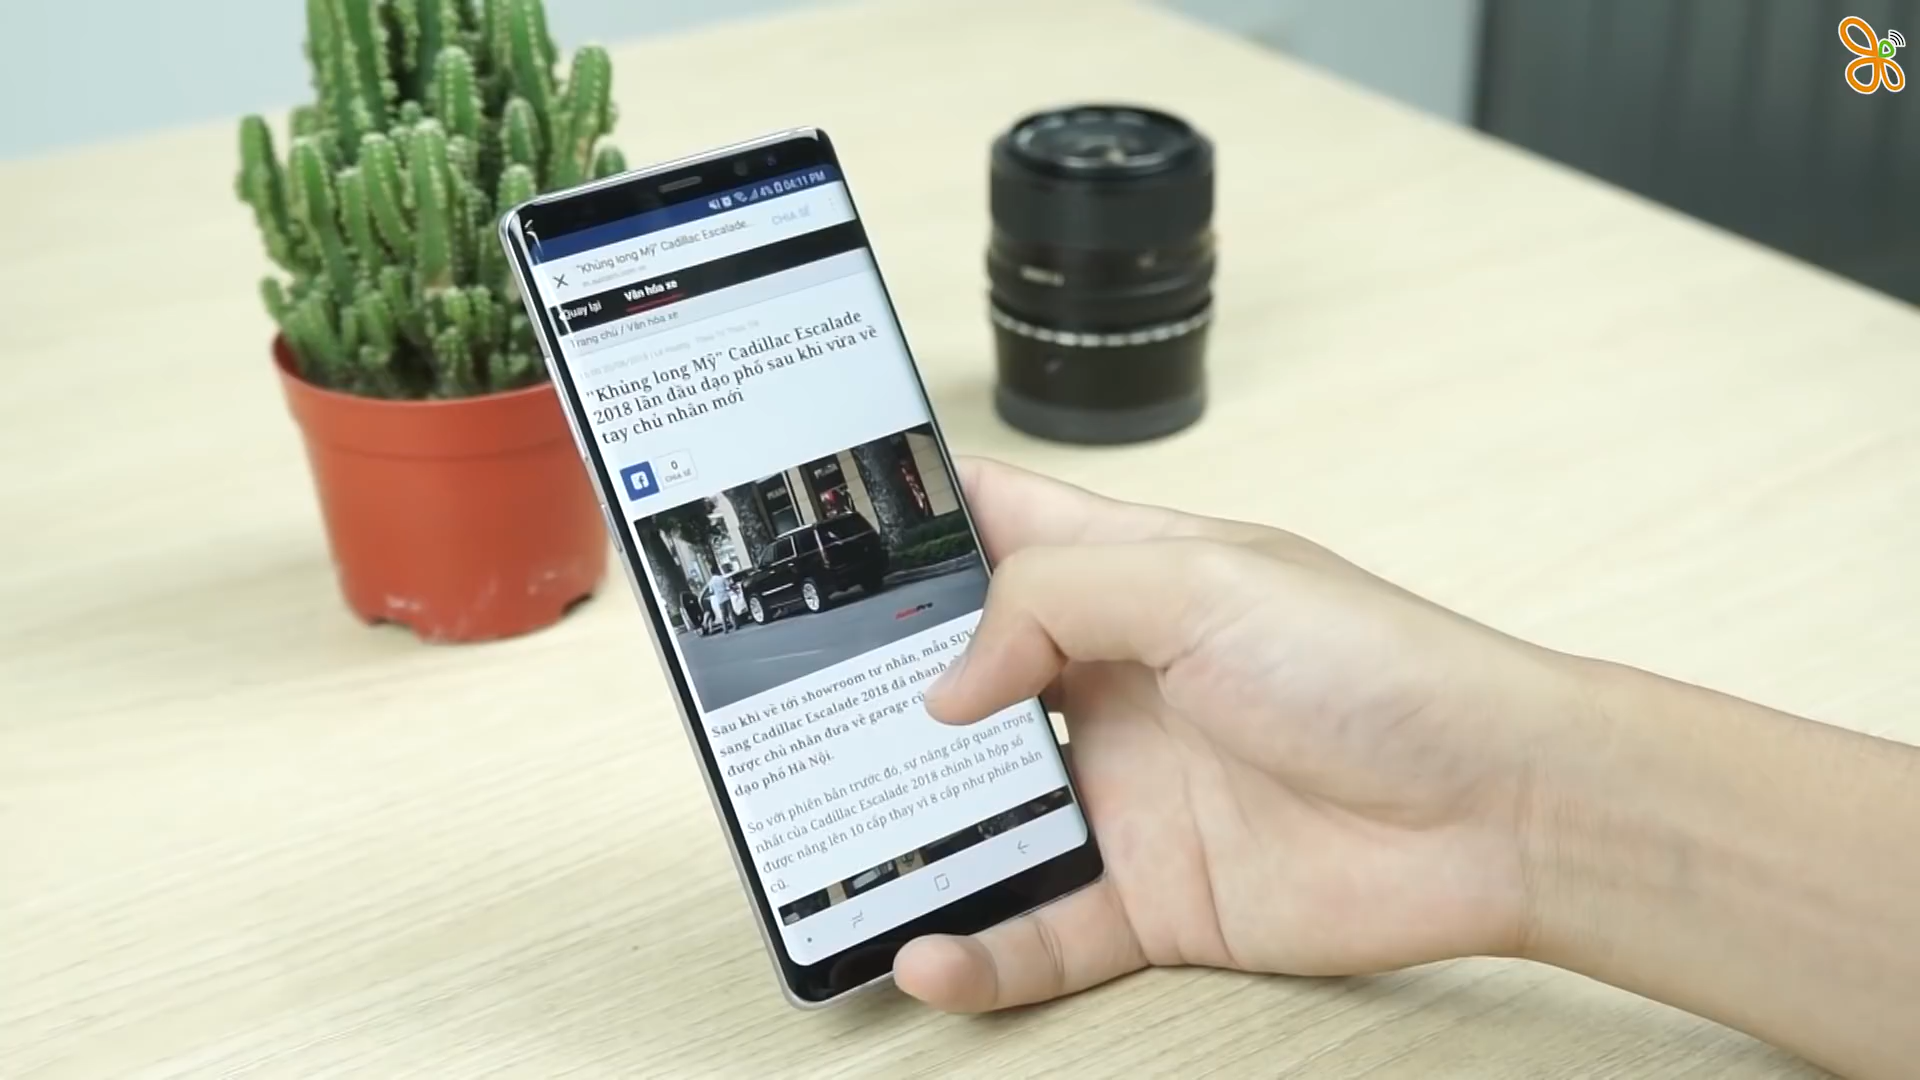 4% 04:11 PM
"Khủng long Mỹ" Cadillac Escalade...
CHIA SẺ
Quay lại
Văn hóa xe
Trang chủ / Văn hóa xe
"Khủng long Mỹ" Cadillac Escalade
2018 lần đầu dạo phố sau khi vừa về
tay chủ nhân mới
0
CHIA SẺ
AutoPro
Sau khi về tới showroom tư nhân, mẫu SUV
sang Cadillac Escalade 2018 đã nhanh
được chủ nhân đưa về garage
dạo phố Hà Nội.
So với phiên bản trước đó, sự nâng cấp quan trọng
nhất của Cadillac Escalade 2018 chính là hộp số
được nâng lên 10 cấp thay vì 8 cấp như phiên bản
cũ.